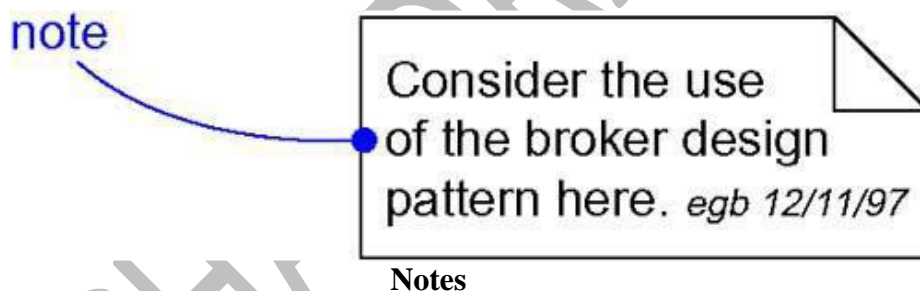 note
Consider the use
of the broker design
pattern here. egb 12/11/97
Notes